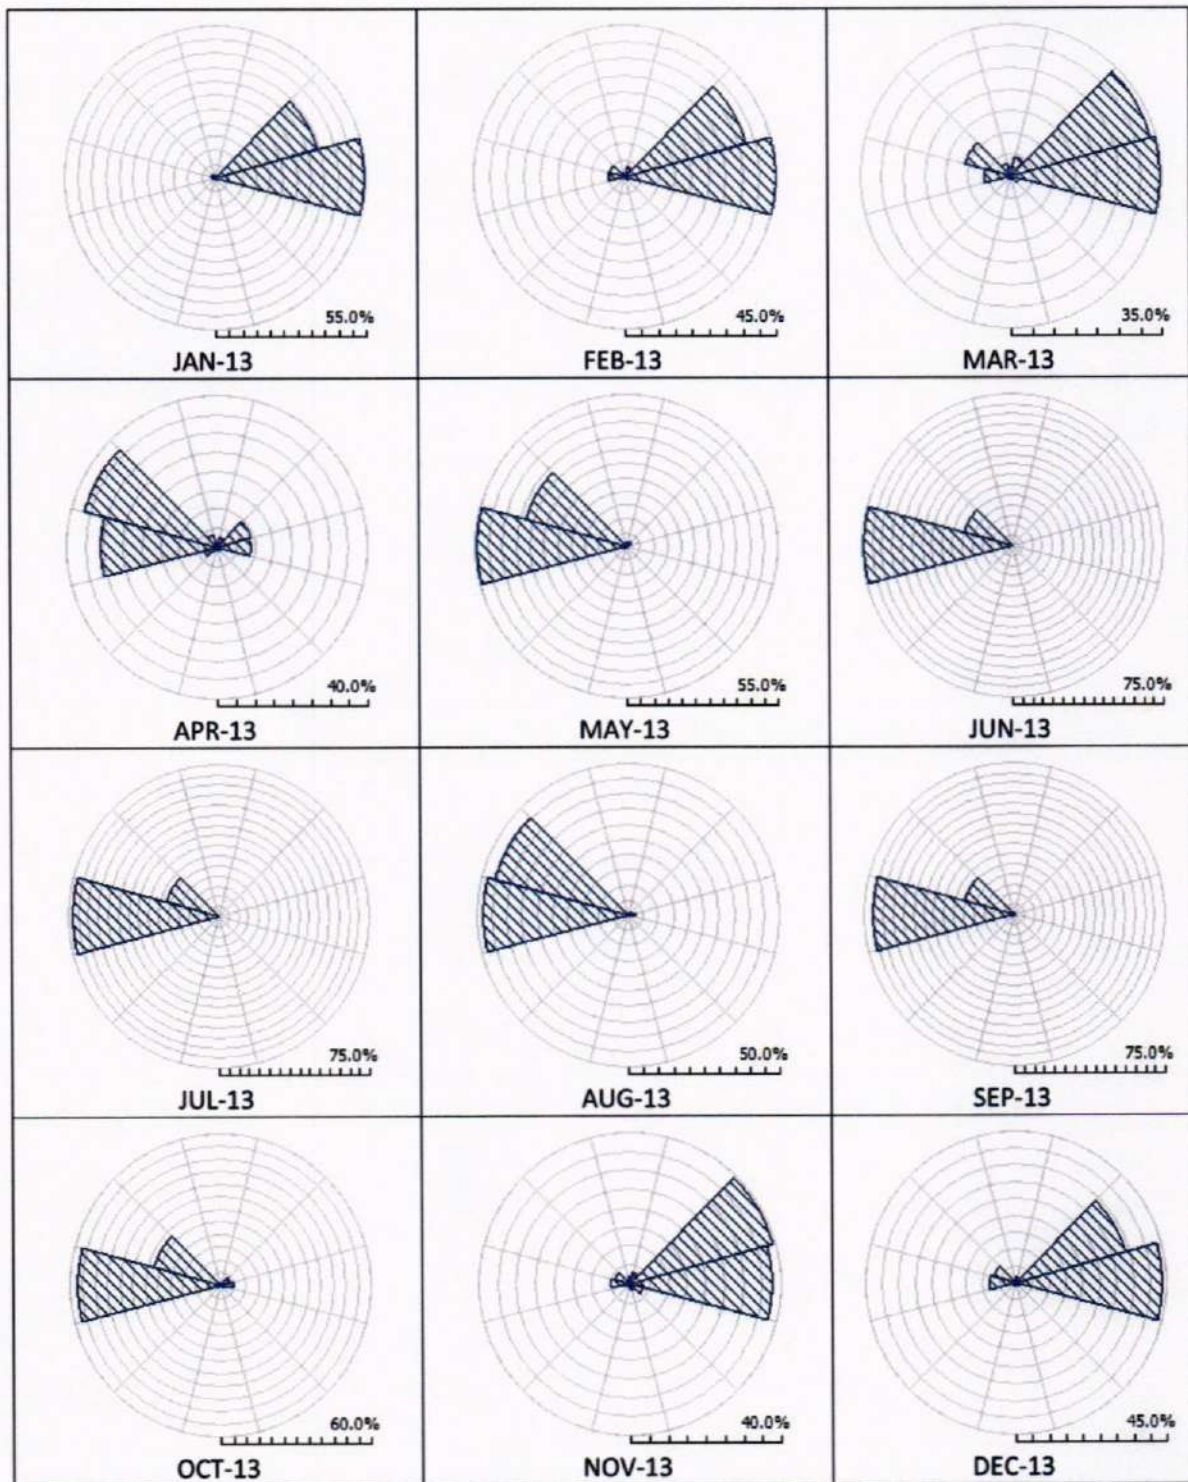 55.0%
JAN-13
45.0%
FEB-13
35.0%
MAR-13
40.0%
APR-13
55.0%
MAY-13
75.0%
JUN-13
75.0%
JUL-13
50.0%
AUG-13
75.0%
SEP-13
60.0%
OCT-13
40.0%
NOV-13
45.0%
DEC-13